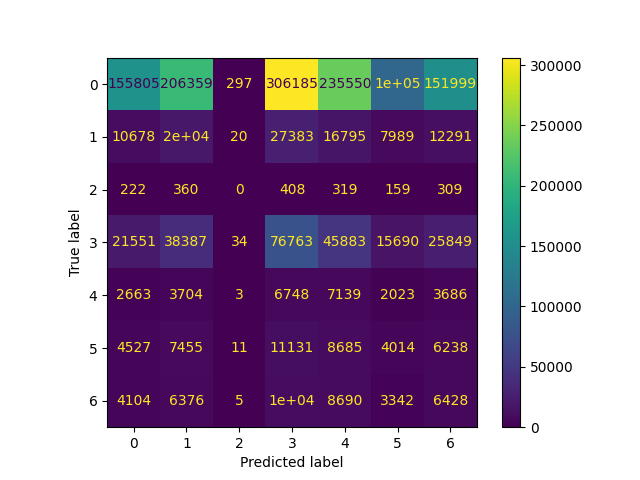 0 155805 206359 297 306185 235550 1e+05 151999
1 10678 2e+04 20 27383 16795 7989 12291
2 222 360 0 408 319 159 309
3 21551 38387 34 76763 45883 15690 25849
4 2663 3704 3 6748 7139 2023 3686
5 4527 7455 11 11131 8685 4014 6238
6 4104 6376 5 1e+04 8690 3342 6428
0 1 2 3 4 5 6
Predicted label
True label
300000
250000
200000
150000
100000
50000
0